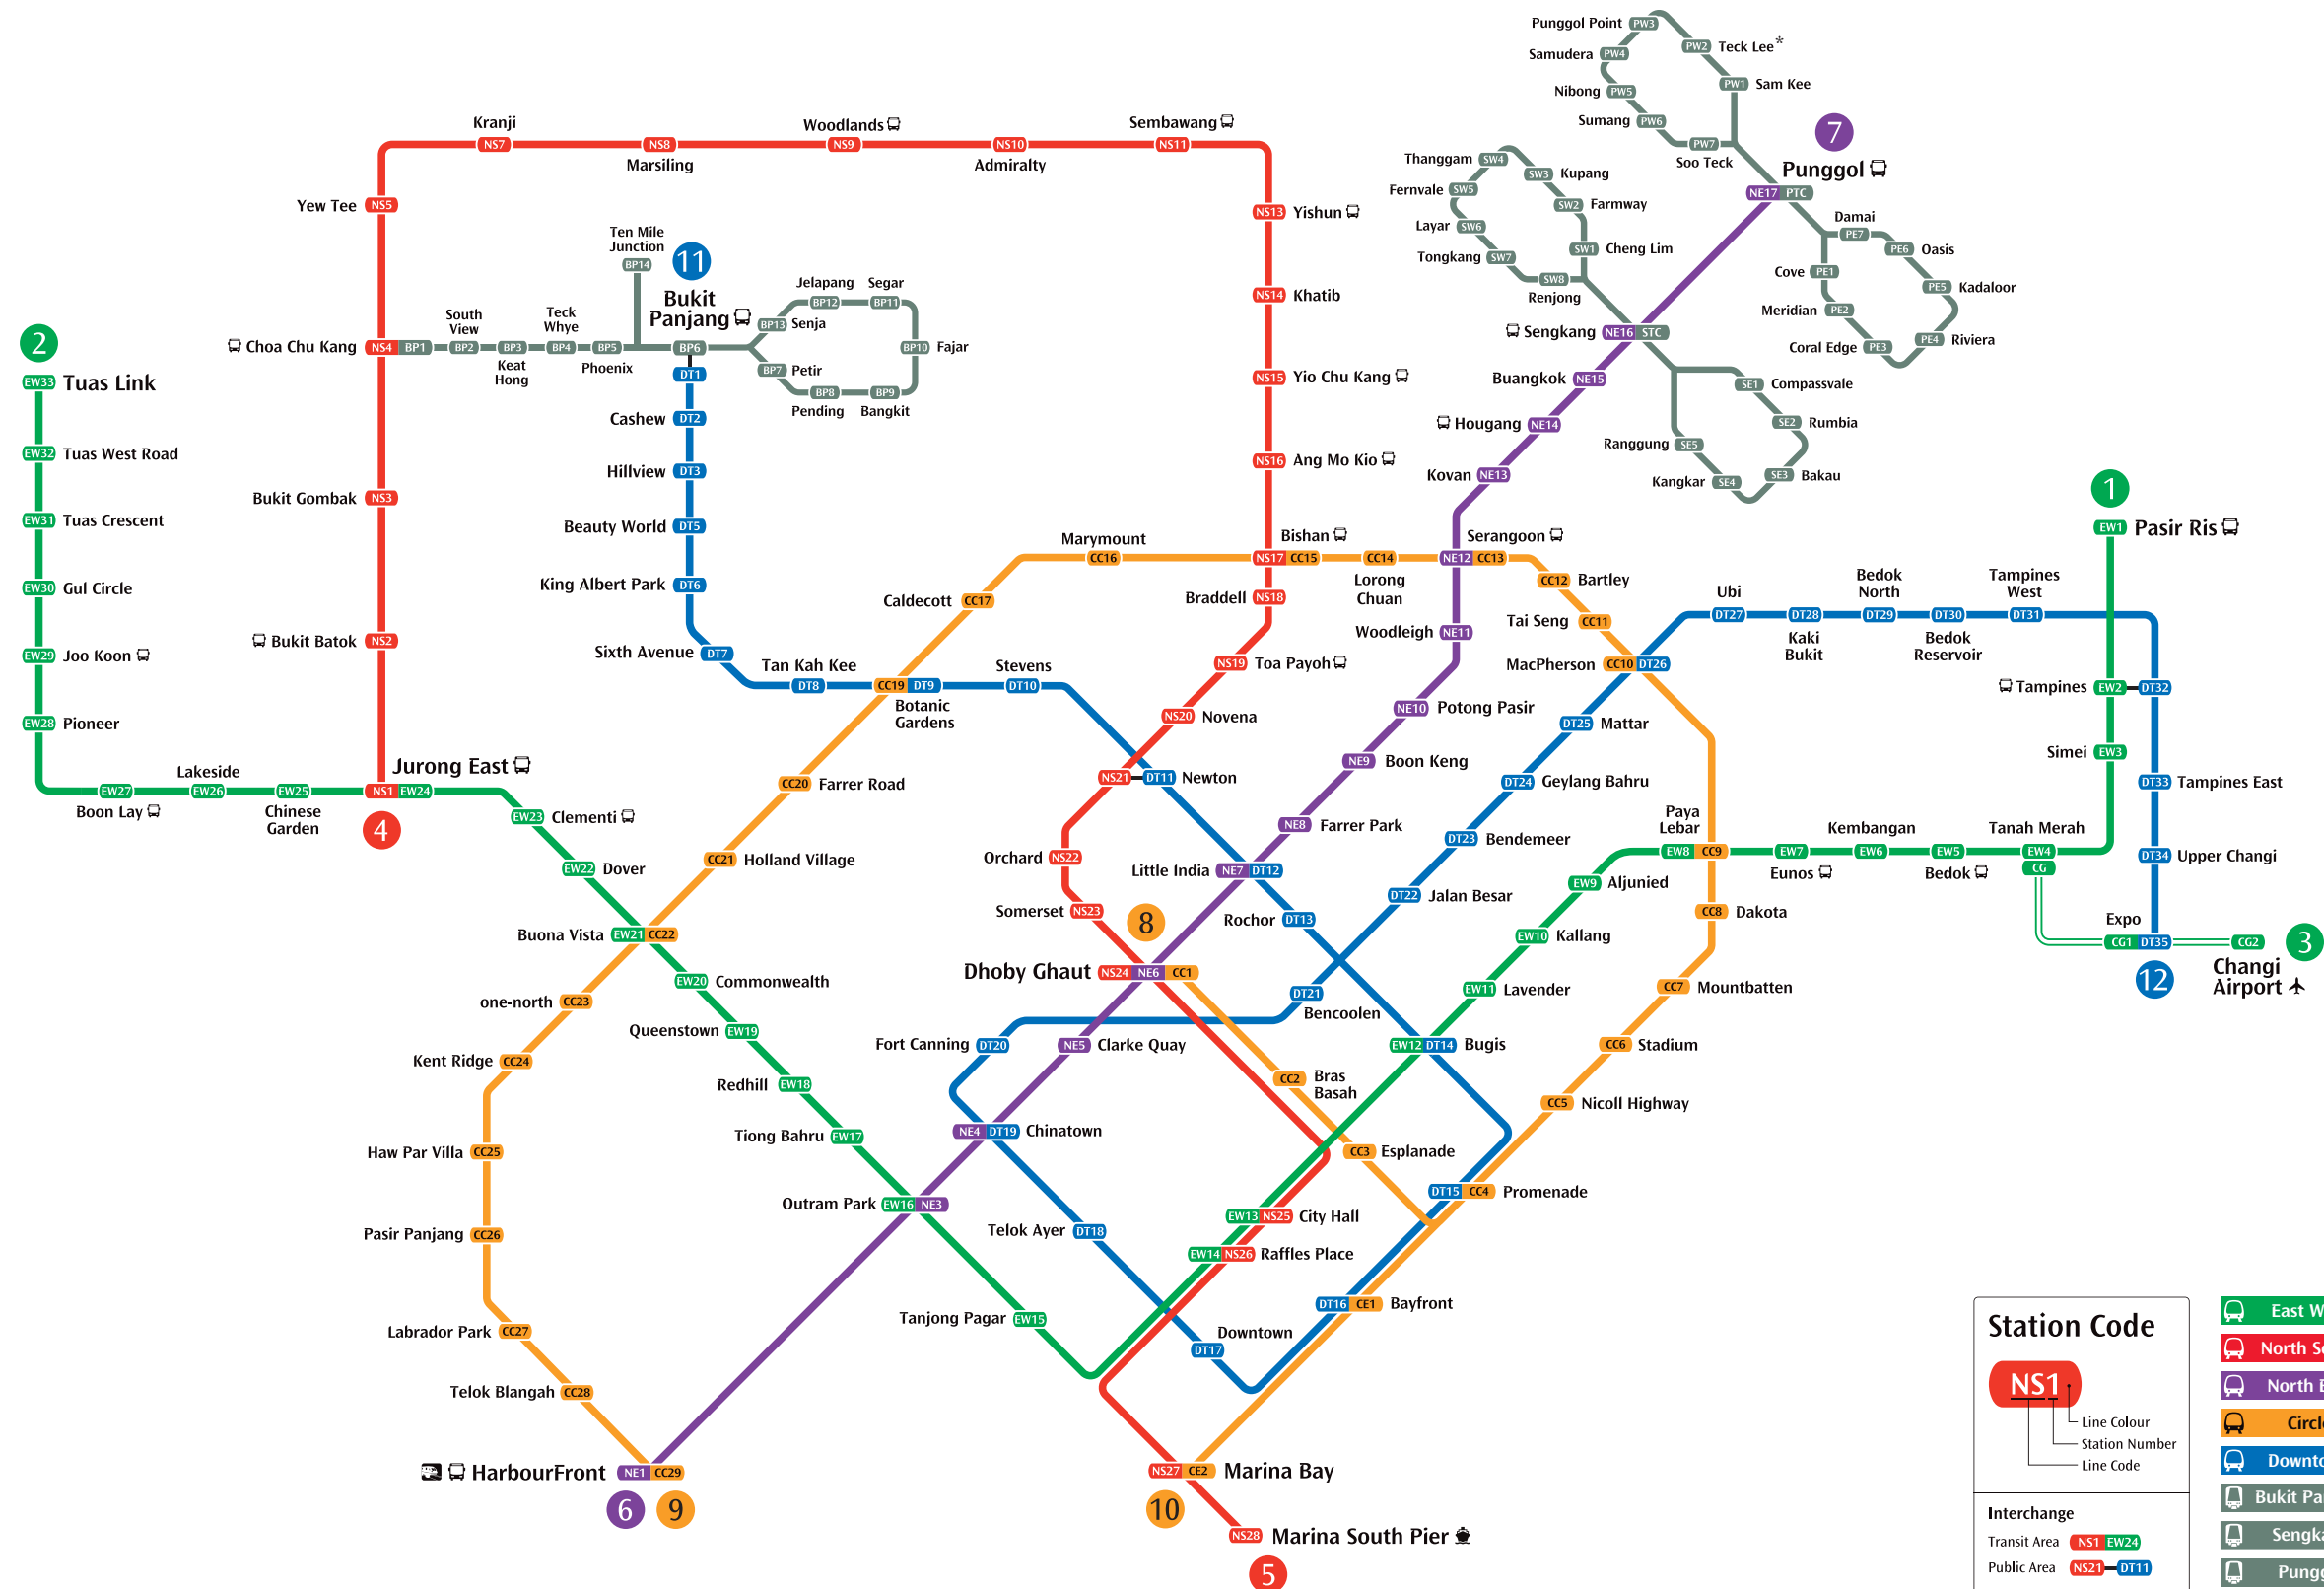 Punggol Point PW3
PW2 Teck Lee*
Samudera PW4
PW1 Sam Kee
Nibong PW5
Sumang PW6
PW7
Soo Teck
7
Punggol
NE17 PTC
Kranji
NS7
NS8
Marsiling
Woodlands
NS9
NS10
Admiralty
Sembawang
NS11
Thanggam SW4
SW3 Kupang
Fernvale SW5
SW2 Farmway
Layar SW6
SW1 Cheng Lim
Tongkang SW7
SW8
Renjong
Damai
PE7
PE6 Oasis
Cove PE1
PE5 Kadaloor
Meridian PE2
Coral Edge PE3
PE4 Riviera
Yew Tee NS5
NS13 Yishun
Ten Mile
Junction
BP14
11
Bukit
Panjang
BP6
DT1
Jelapang
BP12
Segar
BP11
BP13 Senja
BP10 Fajar
BP7 Petir
BP8
Pending
BP9
Bangkit
NS14 Khatib
2
EW33 Tuas Link
Choa Chu Kang NS4 BP1
South
View
BP2
BP3
Keat
Hong
Teck
Whye
BP4
BP5
Phoenix
Sengkang NE16 STC
NS15 Yio Chu Kang
Buangkok NE15
SE1 Compassvale
Cashew DT2
Hougang NE14
SE2 Rumbia
EW32 Tuas West Road
Ranggung SE5
Hillview DT3
NS16 Ang Mo Kio
Kovan NE13
Kangkar SE4
SE3 Bakau
Bukit Gombak NS3
1
EW1 Pasir Ris
EW31 Tuas Crescent
Beauty World DT5
Marymount
CC16
Bishan
NS17 CC15
CC14
Lorong
Chuan
Serangoon
NE12 CC13
CC12 Bartley
EW30 Gul Circle
King Albert Park DT6
Caldecott CC17
Braddell NS18
Tai Seng CC11
Ubi
DT27
DT28
Kaki
Bukit
Bedok
North
DT29
DT30
Bedok
Reservoir
Tampines
West
DT31
Bukit Batok NS2
EW29 Joo Koon
Sixth Avenue DT7
Tan Kah Kee
DT8
CC19 DT9
Botanic
Gardens
Stevens
DT10
NS19 Toa Payoh
Woodleigh NE11
MacPherson CC10 DT26
Tampines EW2 DT32
EW28 Pioneer
NS20 Novena
NE10 Potong Pasir
DT25 Mattar
Simei EW3
Jurong East
NS1 EW24
4
EW27
Boon Lay
Lakeside
EW26
EW25
Chinese
Garden
EW23 Clementi
CC20 Farrer Road
NS21 DT11 Newton
NE9 Boon Keng
DT24 Geylang Bahru
DT33 Tampines East
NE8 Farrer Park
DT23 Bendemeer
Paya
Lebar
EW8 CC9
EW7
Eunos
Kembangan
EW6
EW5
Bedok
Tanah Merah
EW4
CG
DT34 Upper Changi
EW22 Dover
CC21 Holland Village
Orchard NS22
Little India NE7 DT12
EW9 Aljunied
DT22 Jalan Besar
Somerset NS23
8
Rochor DT13
CC8 Dakota
Expo
CG1 DT35
12
CG2
3
Changi
Airport
Buona Vista EW21 CC22
EW10 Kallang
Dhoby Ghaut NS24 NE6 CC1
EW20 Commonwealth
DT21
Bencoolen
EW11 Lavender
CC7 Mountbatten
one-north CC23
Queenstown EW19
Fort Canning DT20
NE5 Clarke Quay
EW12 DT14 Bugis
CC6 Stadium
Kent Ridge CC24
Redhill EW18
CC2 Bras
Basah
CC5 Nicoll Highway
Tiong Bahru EW17
NE4 DT19 Chinatown
CC3 Esplanade
Haw Par Villa CC25
Outram Park EW16 NE3
DT15 CC4 Promenade
EW13 NS25 City Hall
Pasir Panjang CC26
Telok Ayer DT18
EW14 NS26 Raffles Place
DT16 CE1 Bayfront
Tanjong Pagar EW15
Downtown
DT17
Labrador Park CC27
Telok Blangah CC28
HarbourFront NE1 CC29
6
9
NS27 CE2 Marina Bay
10
NS28 Marina South Pier
5
Station Code
NS1
Line Colour
Station Number
Line Code
Interchange
Transit Area NS1 EW24
Public Area NS21 DT11
East W
North S
North E
Circl
Downto
Bukit Pa
Sengk
Pungg